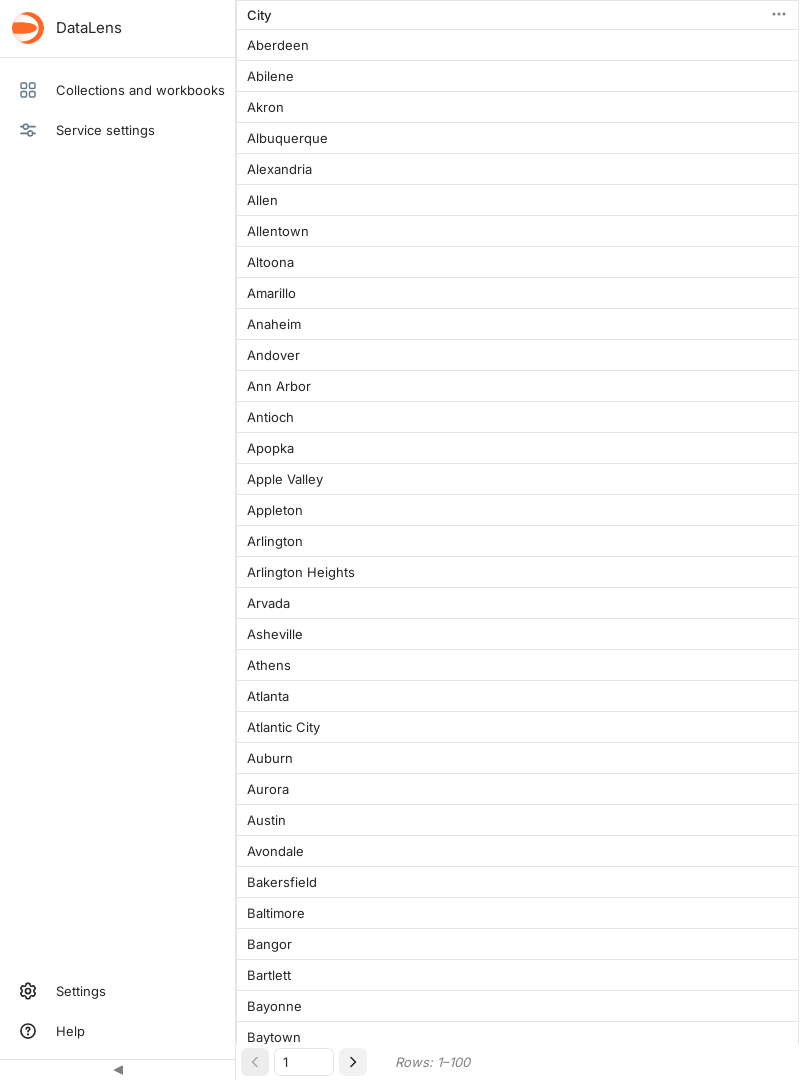 DataLens
Collections and workbooks
Service settings
Settings
Help
City
Aberdeen
Abilene
Akron
Albuquerque
Alexandria
Allen
Allentown
Altoona
Amarillo
Anaheim
Andover
Ann Arbor
Antioch
Apopka
Apple Valley
Appleton
Arlington
Arlington Heights
Arvada
Asheville
Athens
Atlanta
Atlantic City
Auburn
Aurora
Austin
Avondale
Bakersfield
Baltimore
Bangor
Bartlett
Bayonne
Baytown
1
Rows: 1–100